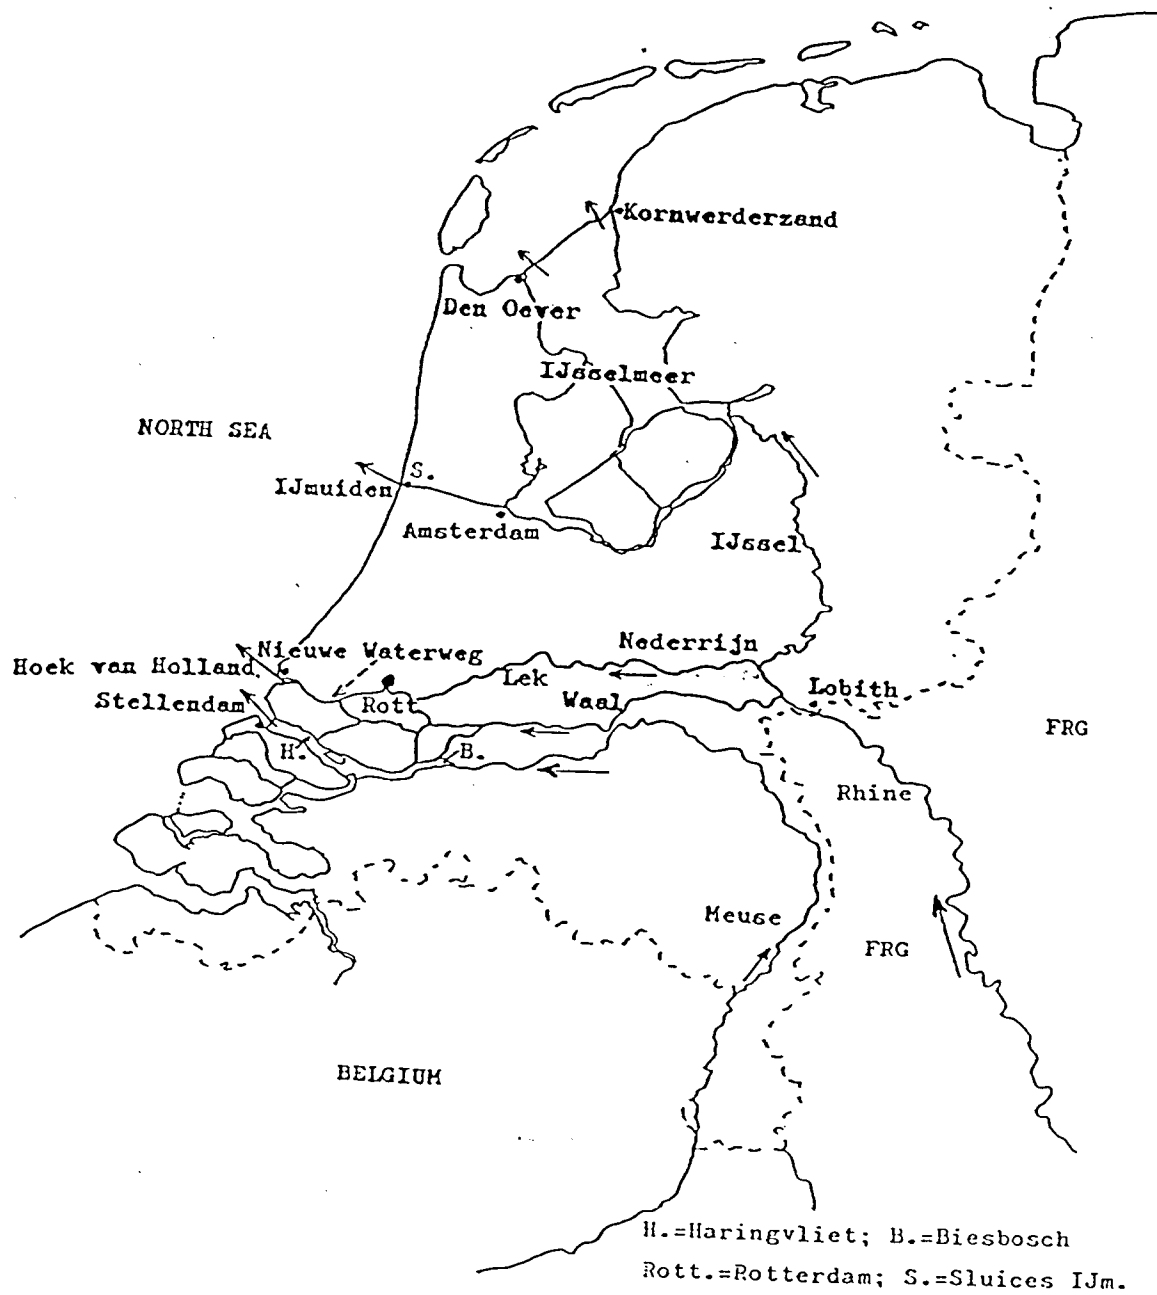 Kornwerderzand
Den Oever
IJsselmeer
NORTH SEA
S.
IJmuiden
Amsterdam
IJssel
Nederrijn
Nieuwe Waterweg
Hoek van Holland
Lek
Lobith
Stellendam
Rott
Waal
FRG
H.
B.
Rhine
Meuse
FRG
BELGIUM
H.=Haringvliet; B.=Biesbosch
Rott.=Rotterdam; S.=Sluices IJm.